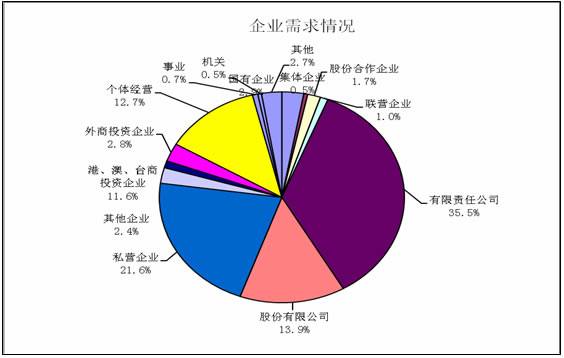 企业需求情况
其他
2.7%
机关
0.5%
事业
0.7%
国有企业
集体企业
0.5%
股份合作企业
1.7%
联营企业
1.0%
有限责任公司
35.5%
股份有限公司
13.9%
私营企业
21.6%
其他企业
2.4%
港、澳、台商
投资企业
11.6%
外商投资企业
2.8%
个体经营
12.7%